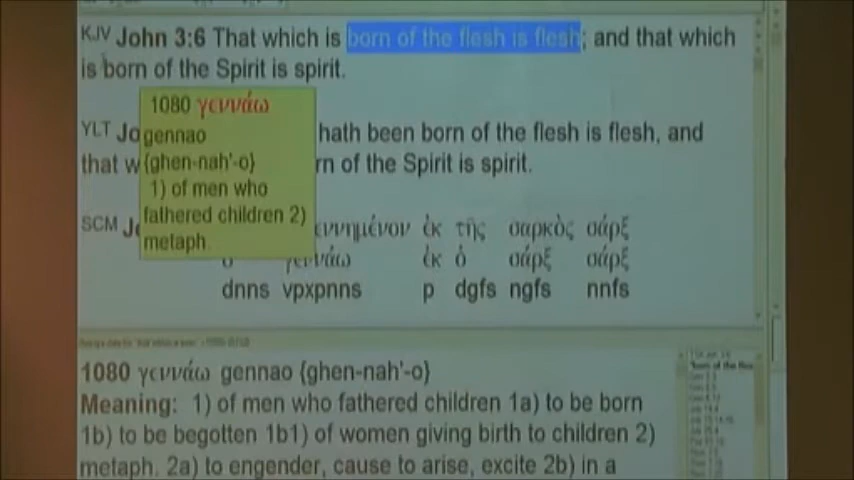 KJV John 3:6 That which is born of the flesh is flesh; and that which
is born of the Spirit is spirit.
1080 γεννάω
gennao
{ghen-nah'-o}
1) of men who
fathered children 2)
metaph.
YLT Jo hath been born of the flesh is flesh, and
that w rn of the Spirit is spirit.
SCM Jo εννημένον ἐκ τῆς σαρκὸς σάρξ
ὁ γεννάω ἐκ ὁ σάρξ σάρξ
dnns vpxpnns p dgfs ngfs nnfs
1080 γεννάω gennao {ghen-nah'-o}
Meaning: 1) of men who fathered children 1a) to be born
1b) to be begotten 1b1) of women giving birth to children 2)
metaph. 2a) to engender, cause to arise, excite 2b) in a